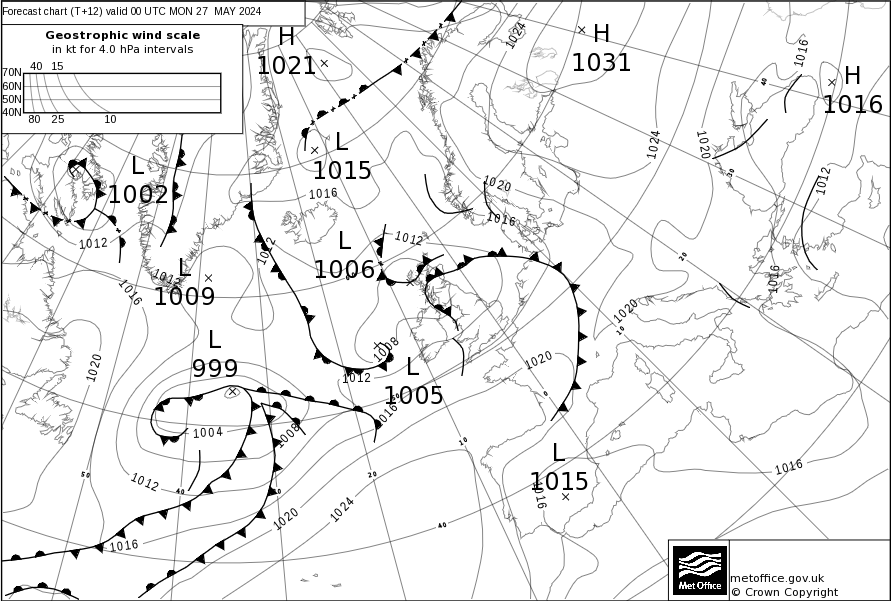 Forecast chart (T+12) valid 00 UTC MON 27 MAY 2024
Geostrophic wind scale
in kt for 4.0 hPa intervals
40 15
70N
60N
50N
40N
80 25 10
H
1021
H
1031
H
1016
L
1015
L
1002
L
1006
L
1009
L
999
L
1005
L
1015
1024
1016
1024
1020
1012
1016
1020
1016
1016
1012
1012
1012
1012
1016
1020
1008
1012
1016
1020
1020
1004
1008
1012
1016
1020
1024
1016
1016
40
30
20
10
0
50
40
20
10
40
Met Office
metoffice.gov.uk
© Crown Copyright